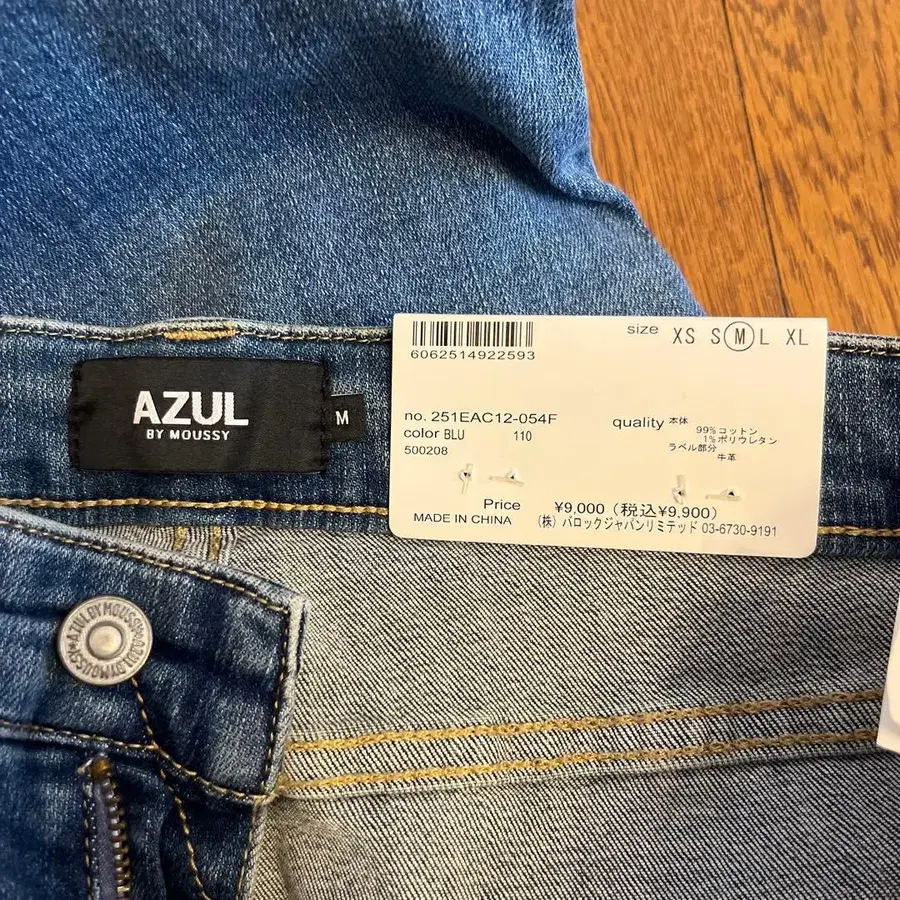 AZUL
BY MOUSSY
M
6062514922593
size XS S M L XL
no. 251EAC12-054F
color BLU 110
500208
quality 本体
99%コットン
1%ポリウレタン
ラベル部分
牛革
Price ¥9,000(税込¥9,900)
MADE IN CHINA (株)バロックジャパンリミテッド 03-6730-9191
AZUL BY MOUSSY★AZUL BY MOUSSY★